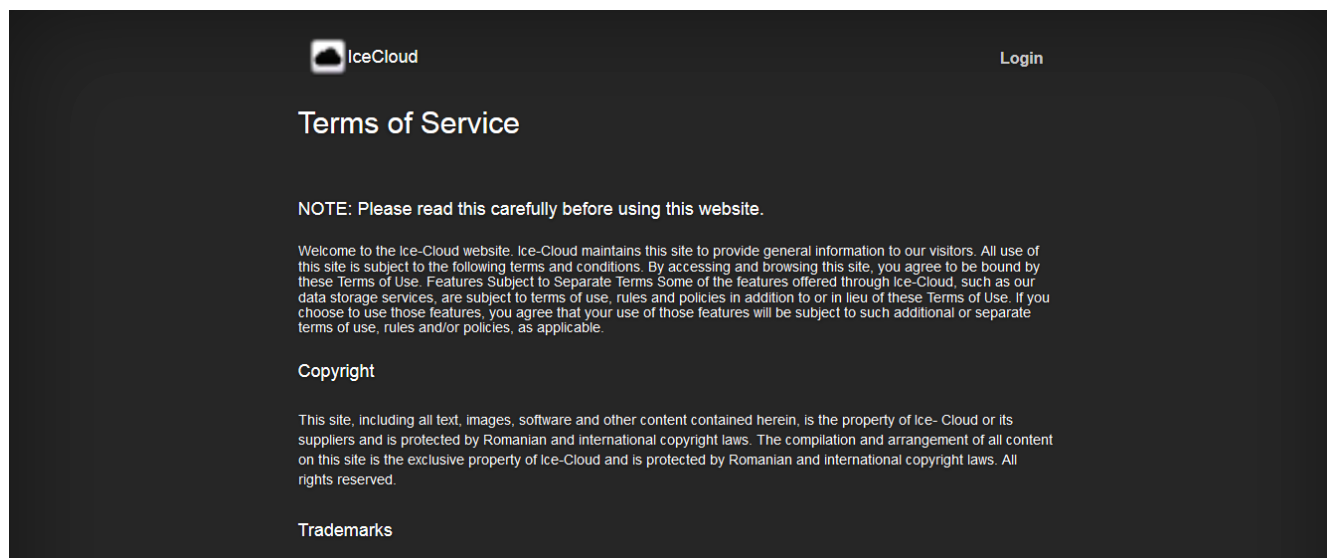 IceCloud
Login
Terms of Service
NOTE: Please read this carefully before using this website.
Welcome to the Ice-Cloud website. Ice-Cloud maintains this site to provide general information to our visitors. All use of
this site is subject to the following terms and conditions. By accessing and browsing this site, you agree to be bound by
these Terms of Use. Features Subject to Separate Terms Some of the features offered through Ice-Cloud, such as our
data storage services, are subject to terms of use, rules and policies in addition to or in lieu of these Terms of Use. If you
choose to use those features, you agree that your use of those features will be subject to such additional or separate
terms of use, rules and/or policies, as applicable.
Copyright
This site, including all text, images, software and other content contained herein, is the property of Ice- Cloud or its
suppliers and is protected by Romanian and international copyright laws. The compilation and arrangement of all content
on this site is the exclusive property of Ice-Cloud and is protected by Romanian and international copyright laws. All
rights reserved.
Trademarks